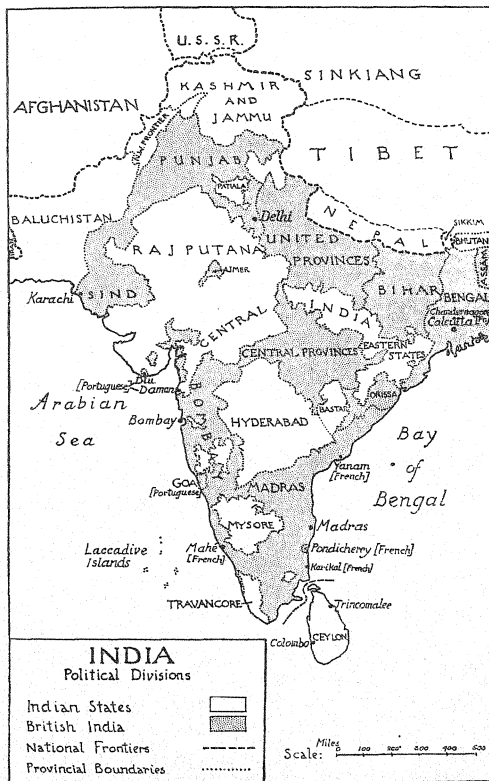 U.S.S.R.
SINKIANG
KASHMIR
AND
JAMMU
AFGHANISTAN
FRONTIER
PUNJAB
TIBET
PATIALA
BALUCHISTAN
Delhi
NEPAL
SIKKIM
BHUTAN
ASSAM
RAJPUTANA
UNITED
PROVINCES
AJMER
BIHAR
BENGAL
Karachi
SIND
Chandernagore
Calcutta
CENTRAL
INDIA
CENTRAL PROVINCES
EASTERN
STATES
Diu
[Portuguese]
Daman
ORISSA
BASTAR
Arabian
Sea
Bombay
BOMBAY
HYDERABAD
Bay
of
Bengal
Yanam
[French]
GOA
[Portuguese]
MADRAS
MYSORE
Madras
Laccadive
Islands
Mahé
[French]
Pondicherry [French]
Karikal [French]
TRAVANCORE
Trincomalee
Colombo
CEYLON
INDIA
Political Divisions
Indian States
British India
National Frontiers
Provincial Boundaries
Miles
Scale: 0 100 200 300 400 500